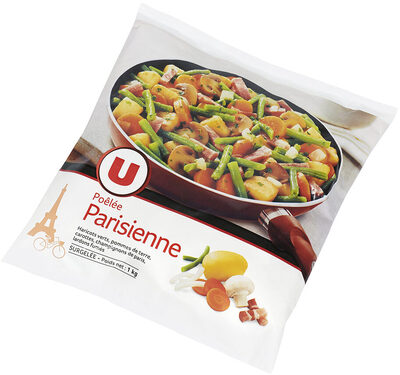 U
Poêlée
Parisienne
Haricots verts, pommes de terre,
carottes, champignons de paris,
lardons fumés
SURGELÉE - Poids net : 1 kg